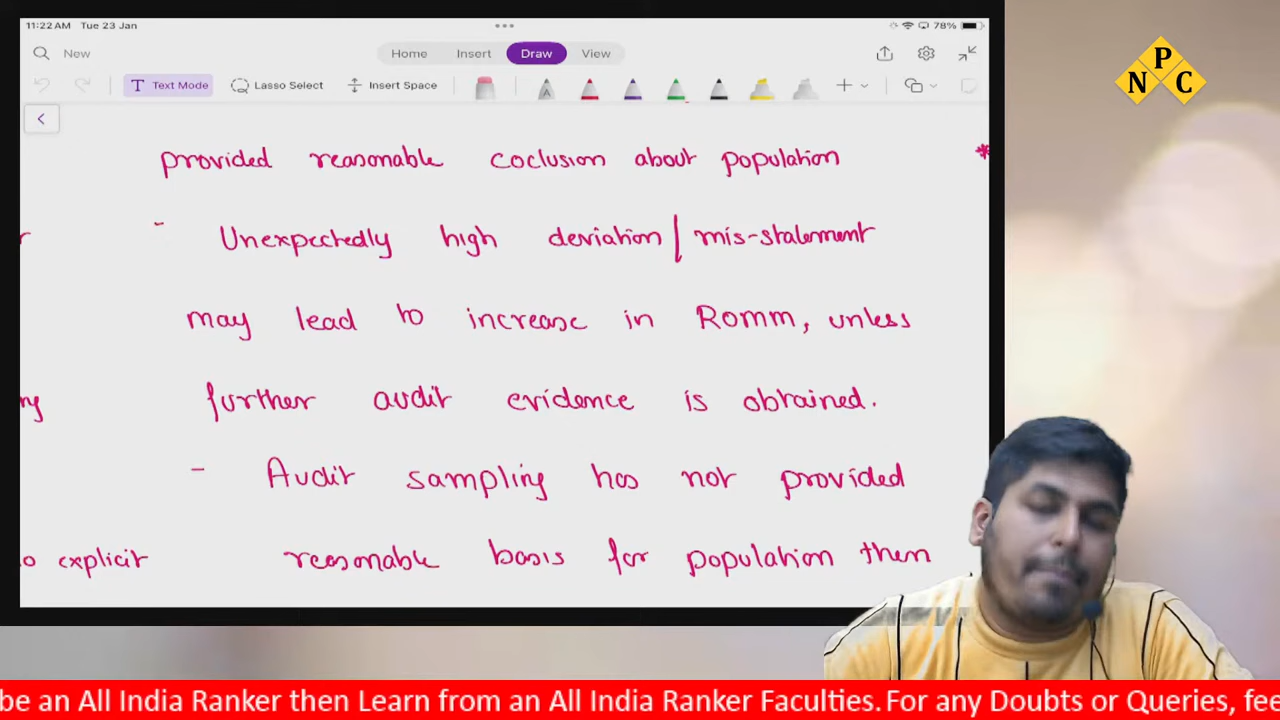 11:22 AM Tue 23 Jan
78%
New
Home Insert Draw View
Text Mode Lasso Select Insert Space
provided reasonable coclusion about population
*
- Unexpectedly high deviation/mis-statement
may lead to increase in Romm, unless
further audit evidence is obtained.
- Audit sampling has not provided
explicit reasonable basis for population then
N P C
be an All India Ranker then Learn from an All India Ranker Faculties. For any Doubts or Queries, fee